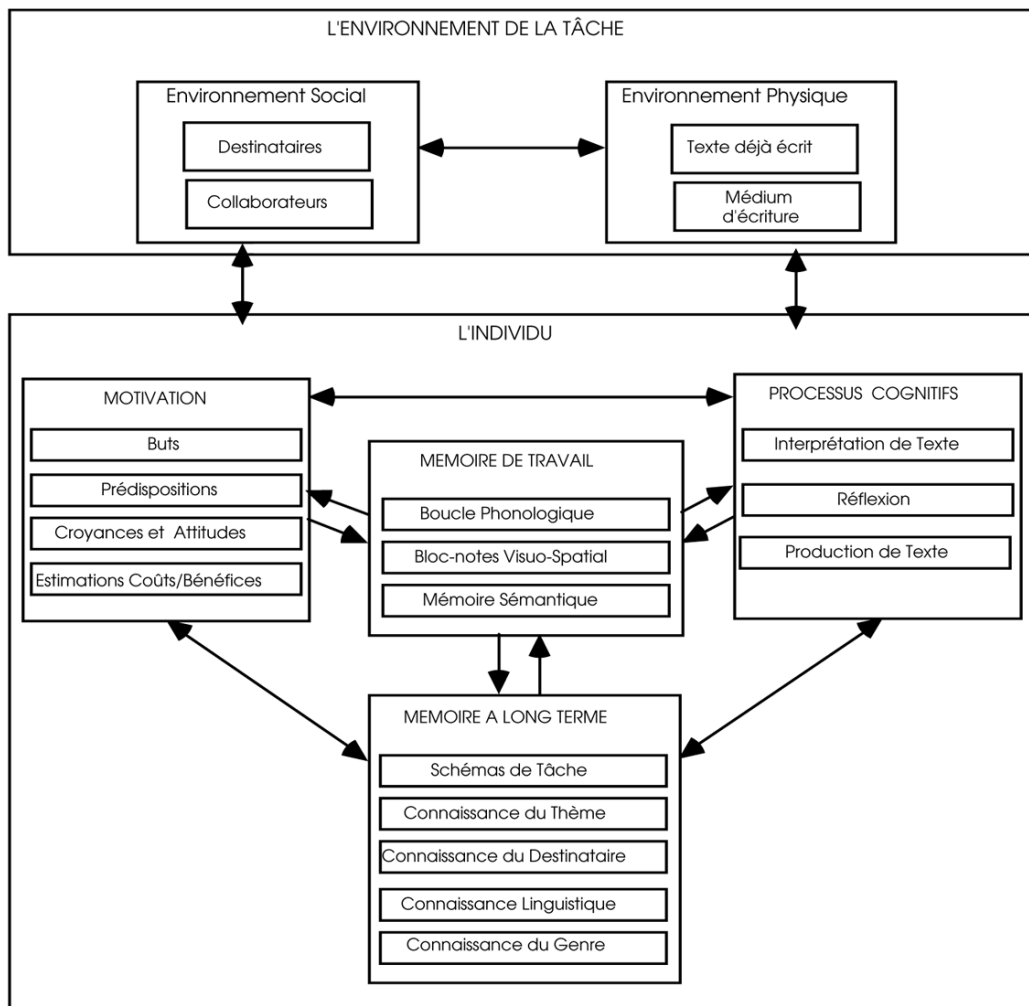 L'ENVIRONNEMENT DE LA TÂCHE
Environnement Social
Destinataires
Collaborateurs
Environnement Physique
Texte déjà écrit
Médium
d'écriture
L'INDIVIDU
MOTIVATION
Buts
Prédispositions
Croyances et Attitudes
Estimations Coûts/Bénéfices
MEMOIRE DE TRAVAIL
Boucle Phonologique
Bloc-notes Visuo-Spatial
Mémoire Sémantique
PROCESSUS COGNITIFS
Interprétation de Texte
Réflexion
Production de Texte
MEMOIRE A LONG TERME
Schémas de Tâche
Connaissance du Thème
Connaissance du Destinataire
Connaissance Linguistique
Connaissance du Genre